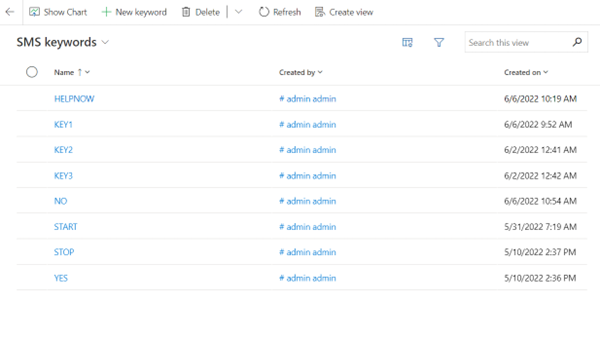 Show Chart New keyword Delete Refresh Create view
SMS keywords Search this view
Name Created by Created on
HELPNOW # admin admin 6/6/2022 10:19 AM
KEY1 # admin admin 6/6/2022 9:52 AM
KEY2 # admin admin 6/2/2022 12:41 AM
KEY3 # admin admin 6/2/2022 12:42 AM
NO # admin admin 6/6/2022 10:54 AM
START # admin admin 5/31/2022 7:19 AM
STOP # admin admin 5/10/2022 2:37 PM
YES # admin admin 5/10/2022 2:36 PM